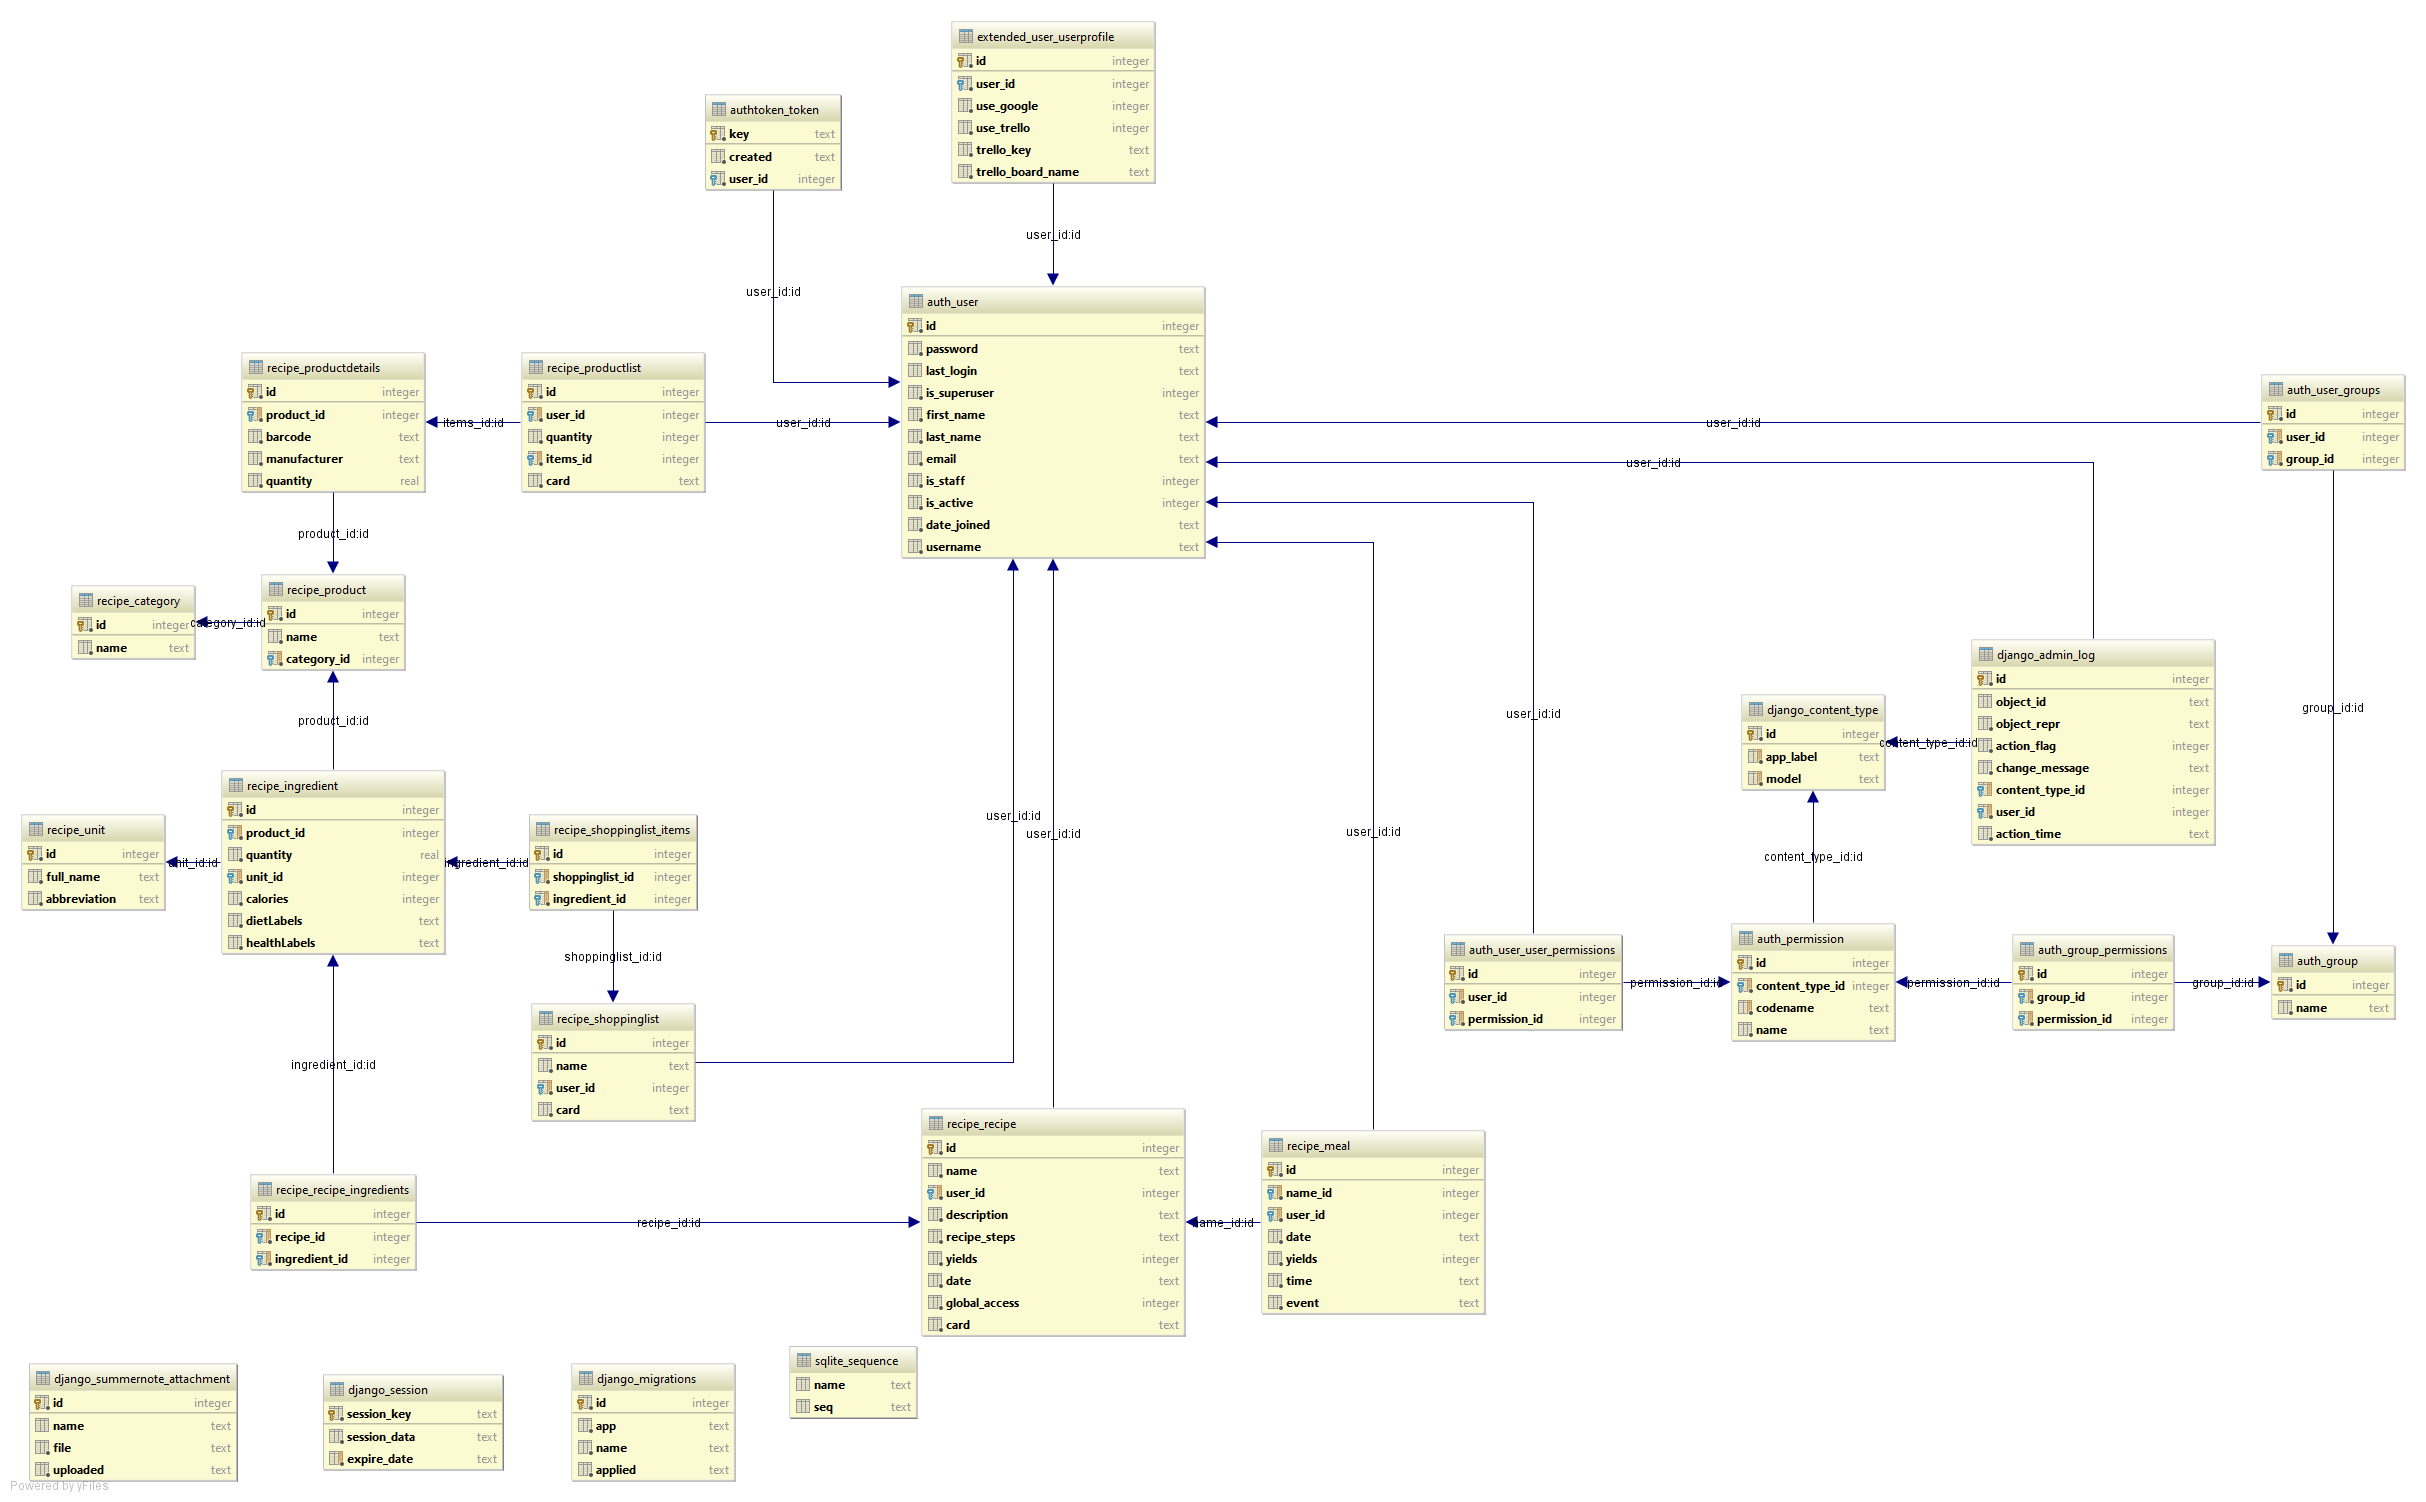 extended_user_userprofile
id integer
user_id integer
use_google integer
use_trello integer
trello_key text
trello_board_name text
authtoken_token
key text
created text
user_id integer
user_id:id
user_id:id
auth_user
id integer
password text
last_login text
is_superuser integer
first_name text
last_name text
email text
is_staff integer
is_active integer
date_joined text
username text
recipe_productdetails
id integer
product_id integer
barcode text
manufacturer text
quantity real
items_id:id
recipe_productlist
id integer
user_id integer
quantity integer
items_id integer
card text
user_id:id
user_id:id
user_id:id
auth_user_groups
id integer
user_id integer
group_id integer
product_id:id
recipe_category
id integer
name text
category_id:id
recipe_product
id integer
name text
category_id integer
product_id:id
user_id:id
group_id:id
django_content_type
id integer
app_label text
model text
content_type_id:id
django_admin_log
id integer
object_id text
object_repr text
action_flag integer
change_message text
content_type_id integer
user_id integer
action_time text
recipe_unit
id integer
full_name text
abbreviation text
unit_id:id
recipe_ingredient
id integer
product_id integer
quantity real
unit_id integer
calories integer
dietLabels text
healthLabels text
ingredient_id:id
recipe_shoppinglist_items
id integer
shoppinglist_id integer
ingredient_id integer
user_id:id
user_id:id
user_id:id
content_type_id:id
shoppinglist_id:id
auth_user_user_permissions
id integer
user_id integer
permission_id integer
permission_id:id
auth_permission
id integer
content_type_id integer
codename text
name text
permission_id:id
auth_group_permissions
id integer
group_id integer
permission_id integer
group_id:id
auth_group
id integer
name text
recipe_shoppinglist
id integer
name text
user_id integer
card text
ingredient_id:id
recipe_recipe_ingredients
id integer
recipe_id integer
ingredient_id integer
recipe_id:id
recipe_recipe
id integer
name text
user_id integer
description text
recipe_steps text
yields integer
date text
global_access integer
card text
name_id:id
recipe_meal
id integer
name_id integer
user_id integer
date text
yields integer
time text
event text
django_summernote_attachment
id integer
name text
file text
uploaded text
django_session
session_key text
session_data text
expire_date text
django_migrations
id integer
app text
name text
applied text
sqlite_sequence
name text
seq text
Powered by yFiles